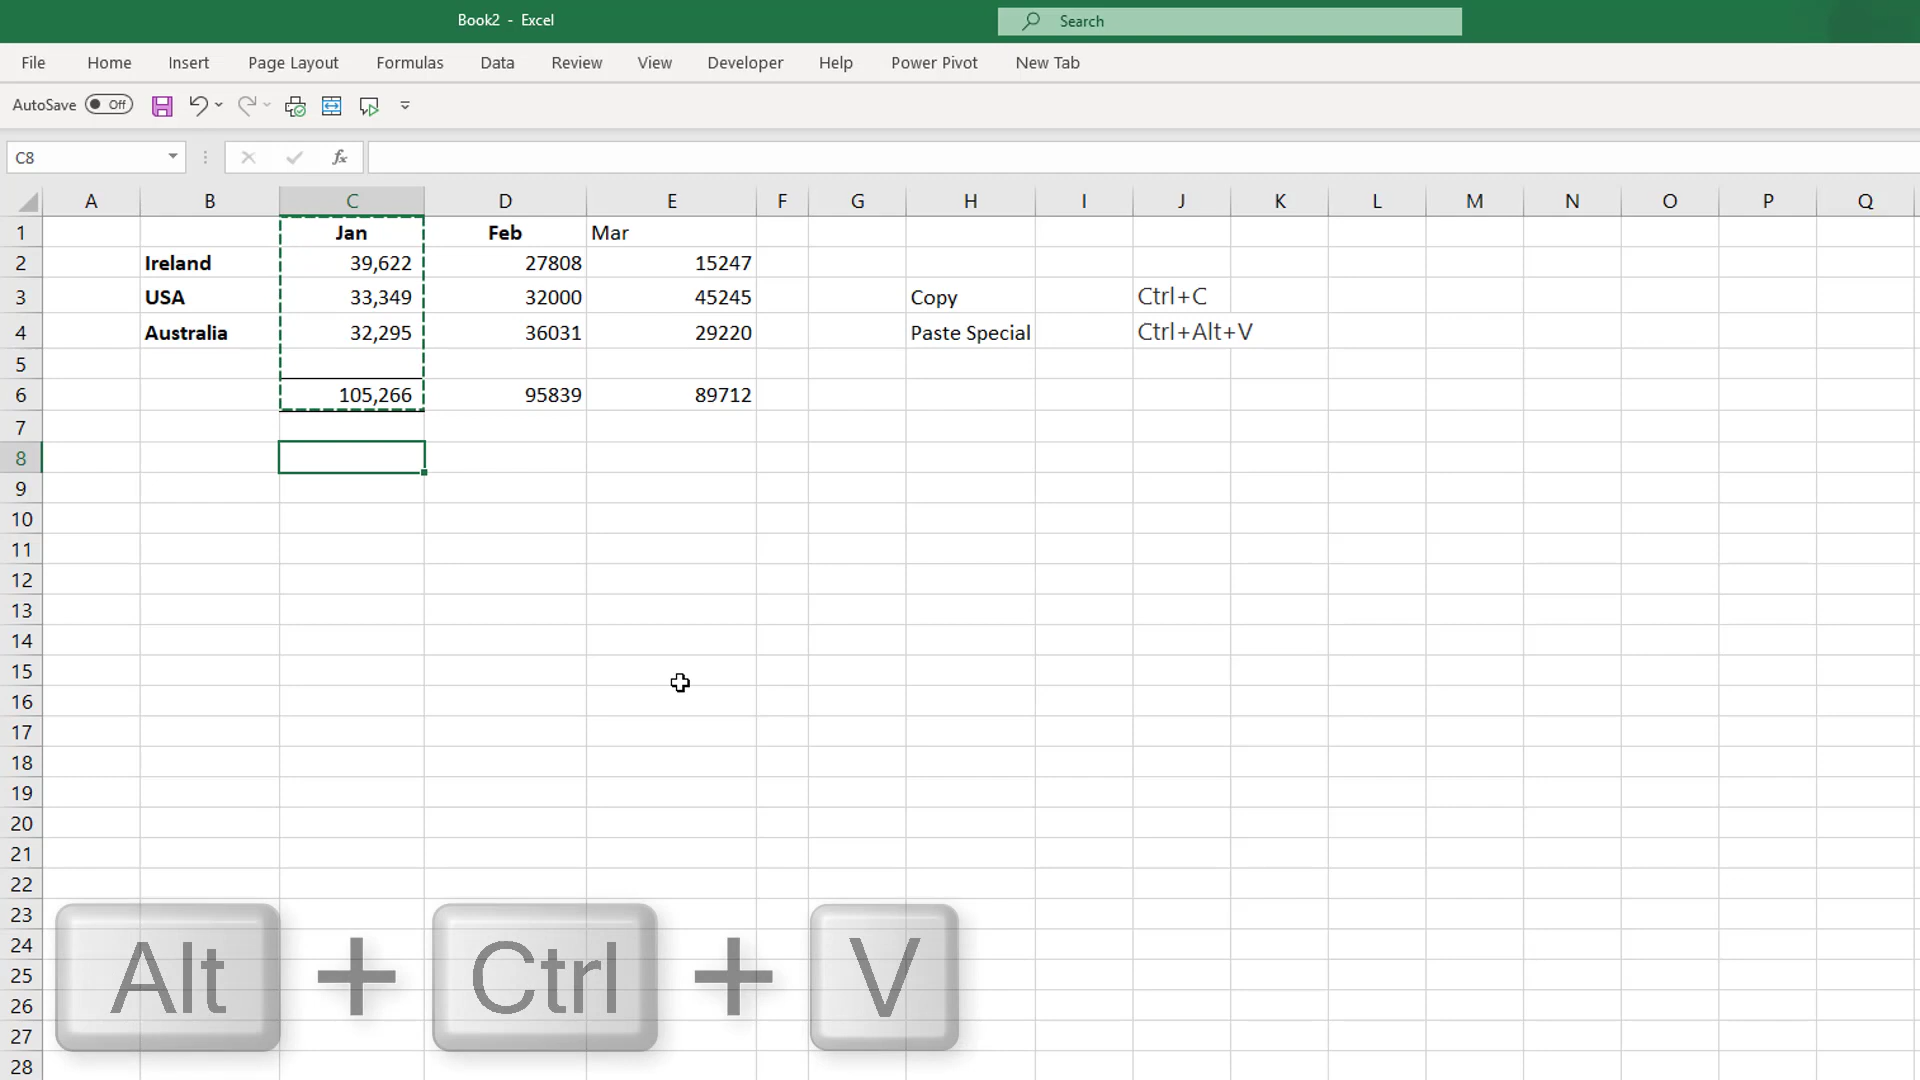 Book2 - Excel
Search
File Home Insert Page Layout Formulas Data Review View Developer Help Power Pivot New Tab
AutoSave Off
C8 fx
A B C D E F G H I J K L M N O P Q
1 Jan Feb Mar
2 Ireland 39,622 27808 15247
3 USA 33,349 32000 45245 Copy Ctrl+C
4 Australia 32,295 36031 29220 Paste Special Ctrl+Alt+V
5
6 105,266 95839 89712
7
8
9
10
11
12
13
14
15
16
17
18
19
20
21
22
23
24
25
26
27
28
Alt + Ctrl + V